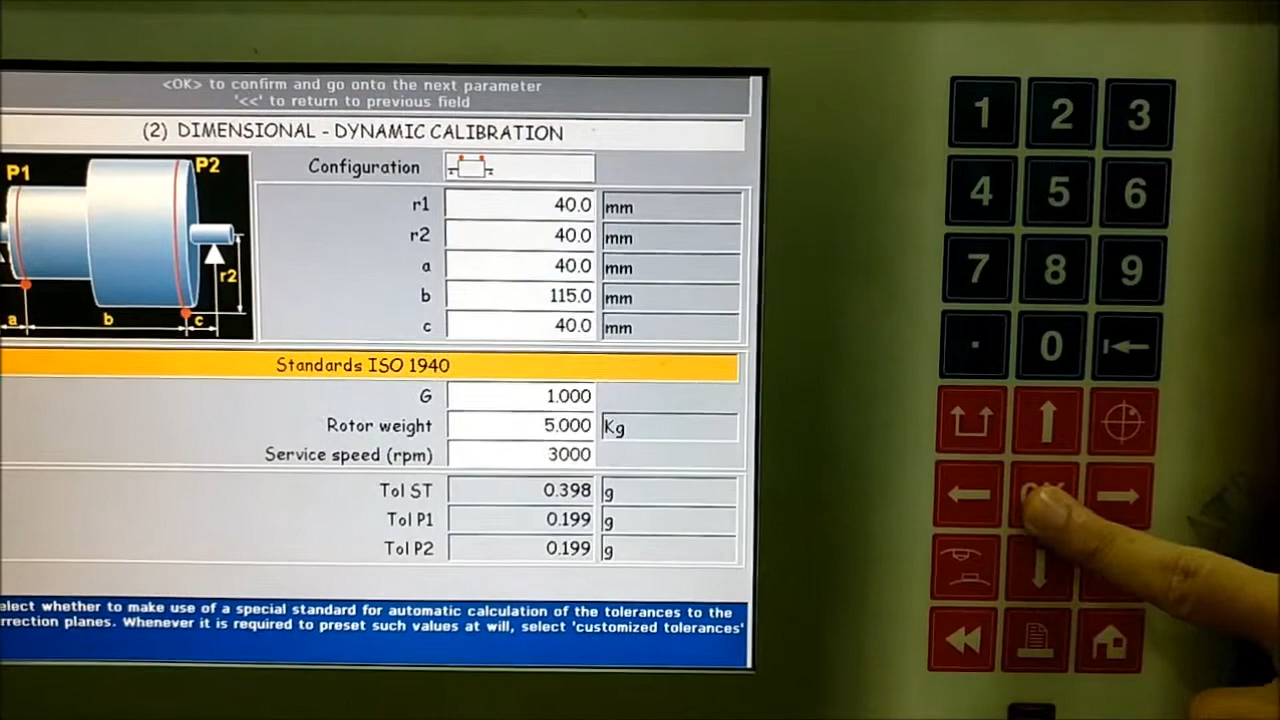 <OK> to confirm and go onto the next parameter
'<<' to return to previous field
(2) DIMENSIONAL - DYNAMIC CALIBRATION
P1
P2
r2
a
b
c
Configuration
r1 40.0 mm
r2 40.0 mm
a 40.0 mm
b 115.0 mm
c 40.0 mm
Standards ISO 1940
G 1.000
Rotor weight 5.000 Kg
Service speed (rpm) 3000
Tol ST 0.398 g
Tol P1 0.199 g
Tol P2 0.199 g
elect whether to make use of a special standard for automatic calculation of the tolerances to the
rrection planes. Whenever it is required to preset such values at will, select 'customized tolerances'
1 2 3
4 5 6
7 8 9
. 0